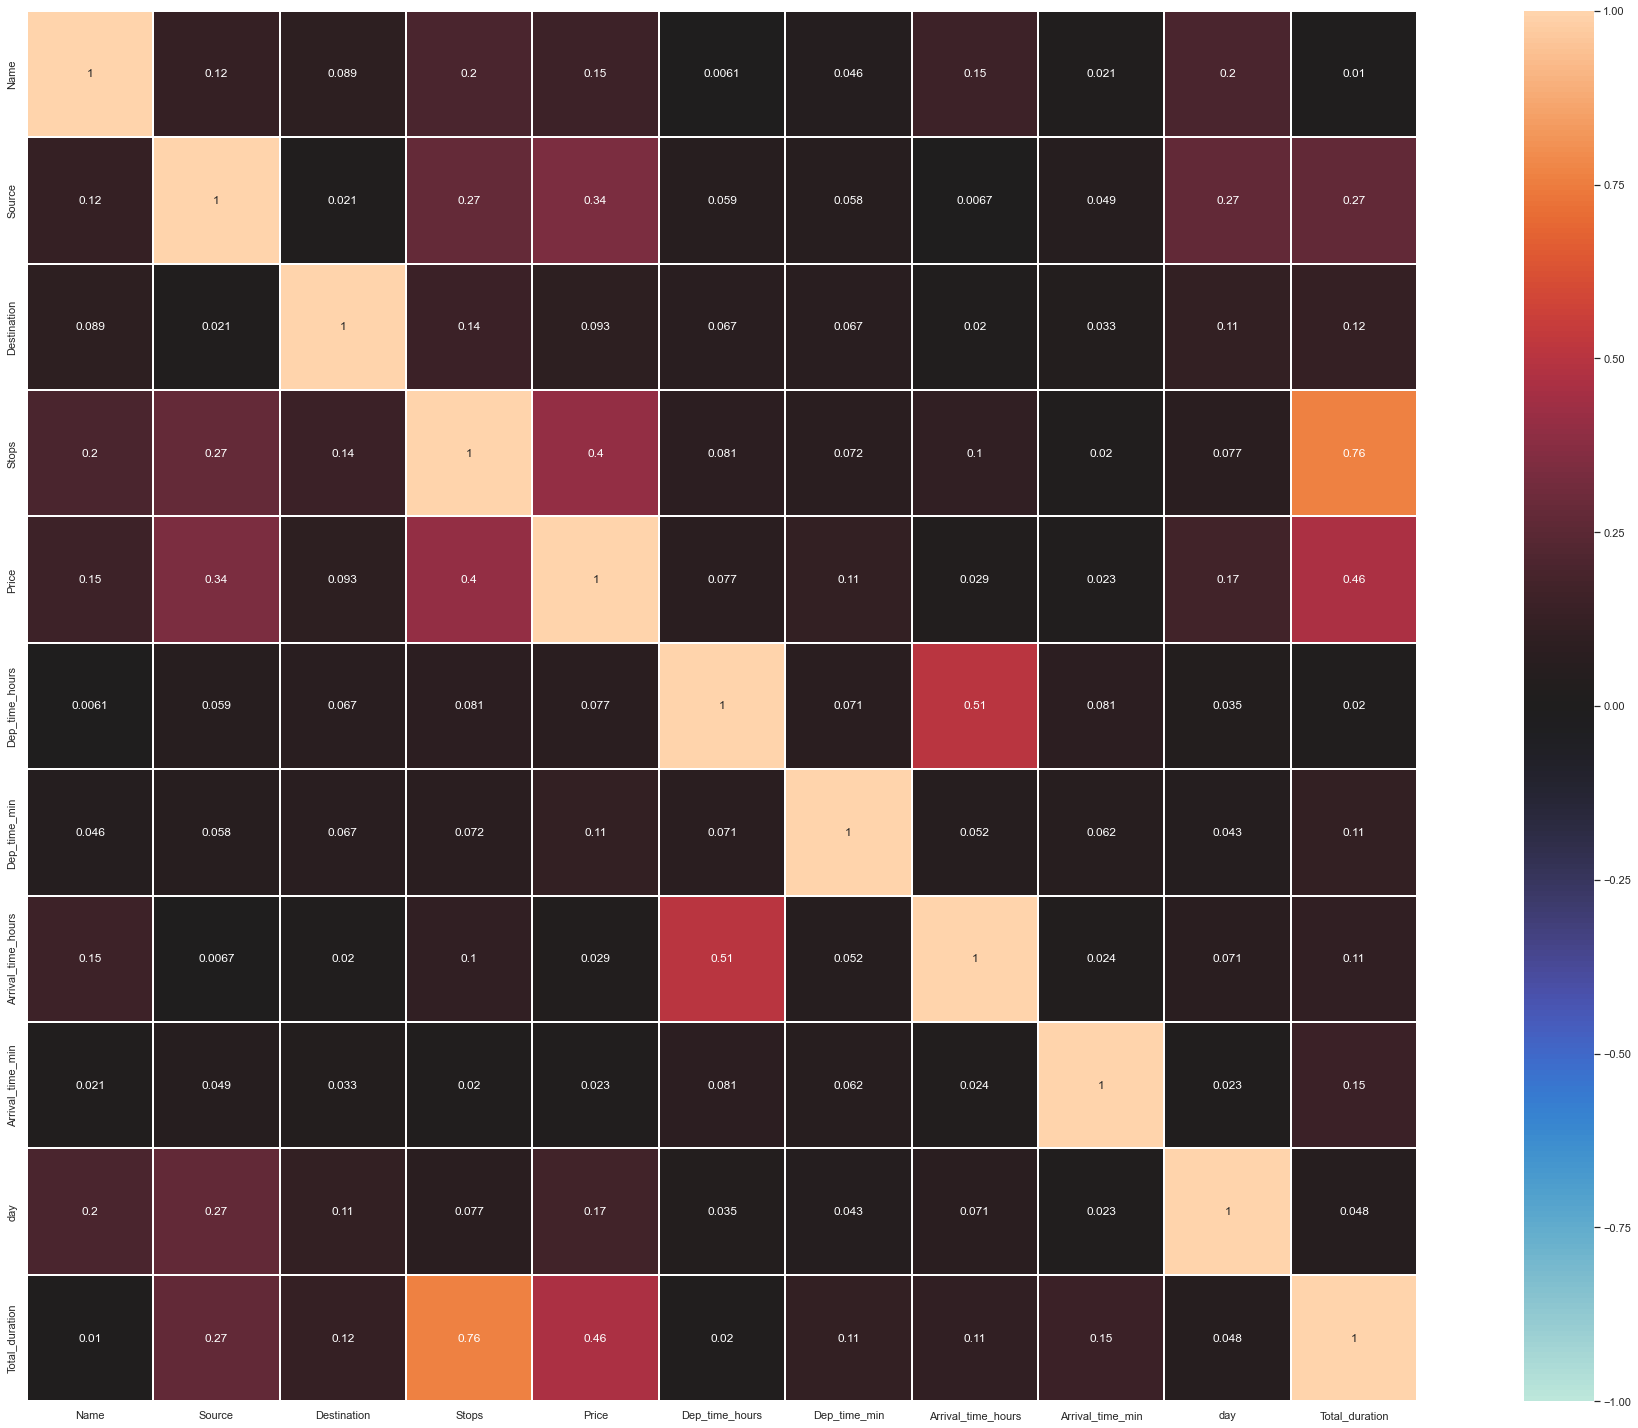 Name 1 0.12 0.089 0.2 0.15 0.0061 0.046 0.15 0.021 0.2 0.01
Source 0.12 1 0.021 0.27 0.34 0.059 0.058 0.0067 0.049 0.27 0.27
Destination 0.089 0.021 1 0.14 0.093 0.067 0.067 0.02 0.033 0.11 0.12
Stops 0.2 0.27 0.14 1 0.4 0.081 0.072 0.1 0.02 0.077 0.76
Price 0.15 0.34 0.093 0.4 1 0.077 0.11 0.029 0.023 0.17 0.46
Dep_time_hours 0.0061 0.059 0.067 0.081 0.077 1 0.071 0.51 0.081 0.035 0.02
Dep_time_min 0.046 0.058 0.067 0.072 0.11 0.071 1 0.052 0.062 0.043 0.11
Arrival_time_hours 0.15 0.0067 0.02 0.1 0.029 0.51 0.052 1 0.024 0.071 0.11
Arrival_time_min 0.021 0.049 0.033 0.02 0.023 0.081 0.062 0.024 1 0.023 0.15
day 0.2 0.27 0.11 0.077 0.17 0.035 0.043 0.071 0.023 1 0.048
Total_duration 0.01 0.27 0.12 0.76 0.46 0.02 0.11 0.11 0.15 0.048 1
Name Source Destination Stops Price Dep_time_hours Dep_time_min Arrival_time_hours Arrival_time_min day Total_duration
1.00
0.75
0.50
0.25
0.00
−0.25
−0.50
−0.75
−1.00